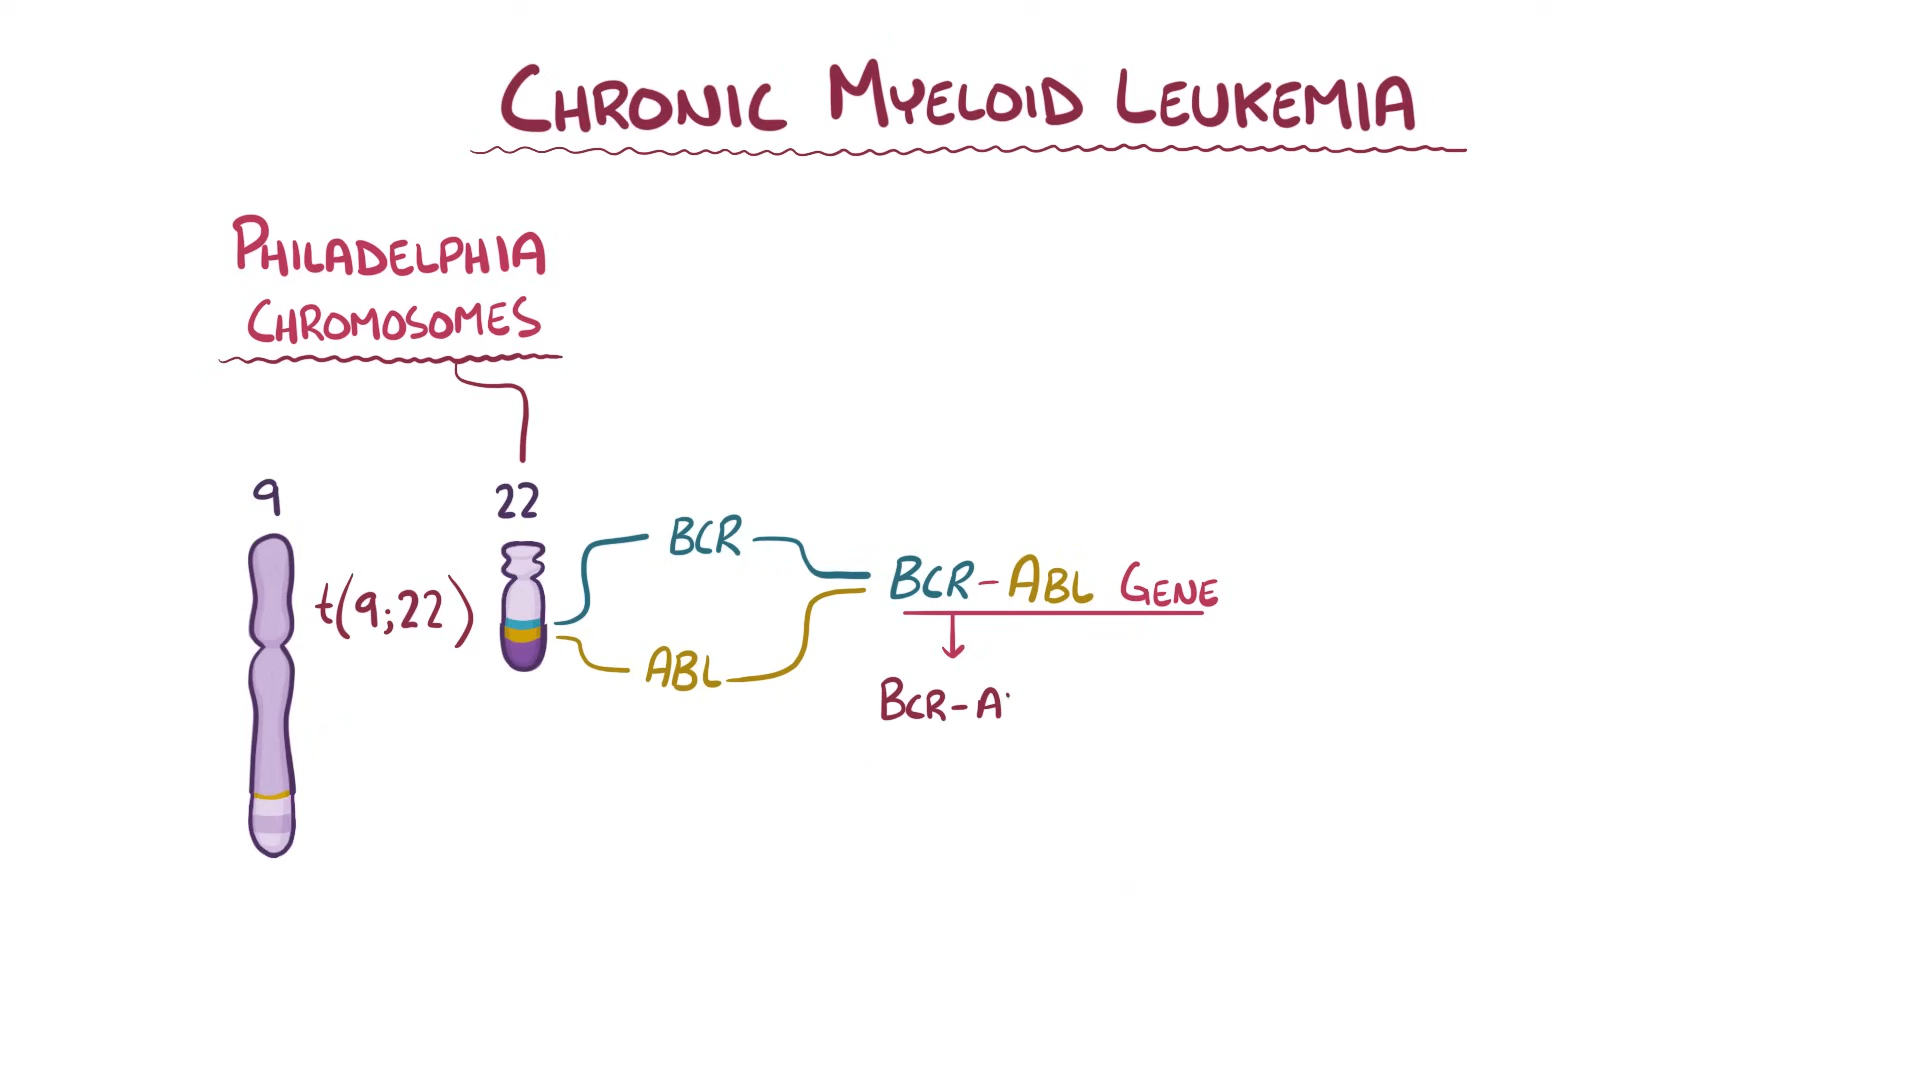 CHRONIC MYELOID LEUKEMIA
PHILADELPHIA
CHROMOSOMES
9
22
t(9;22)
BCR
ABL
BCR-ABL GENE
BCR-A